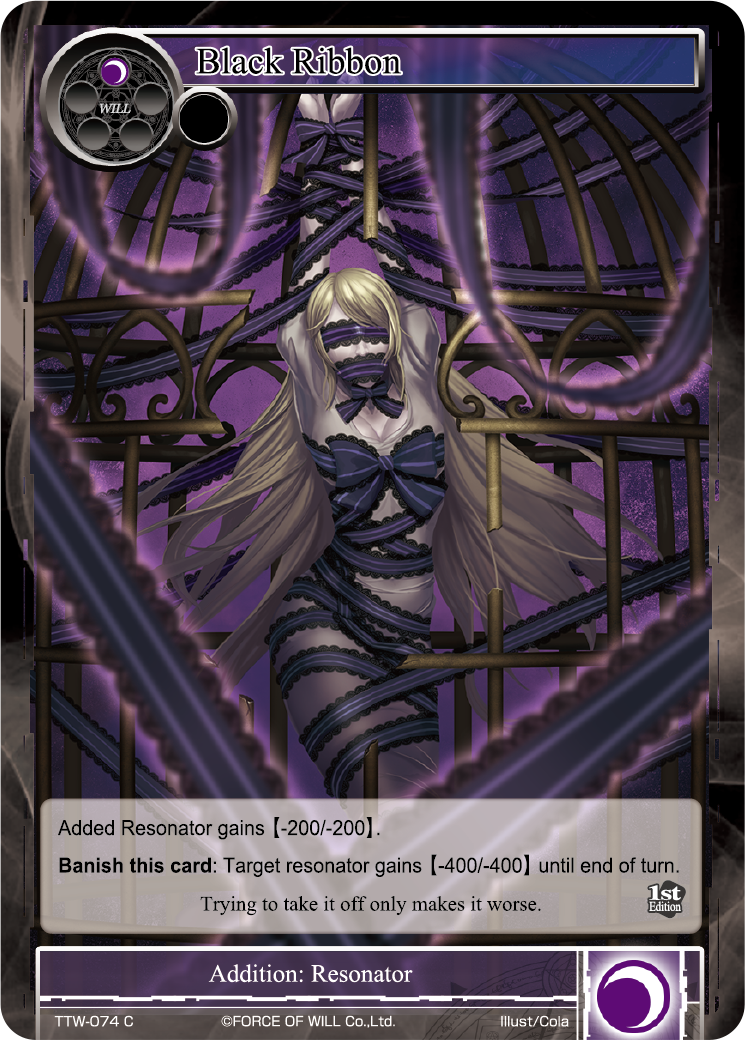 Black Ribbon
WILL
Added Resonator gains 【-200/-200】.
Banish this card: Target resonator gains 【-400/-400】 until end of turn.
Trying to take it off only makes it worse.
1st
Edition
Addition: Resonator
TTW-074 C ©FORCE OF WILL Co.,Ltd. Illust/Cola